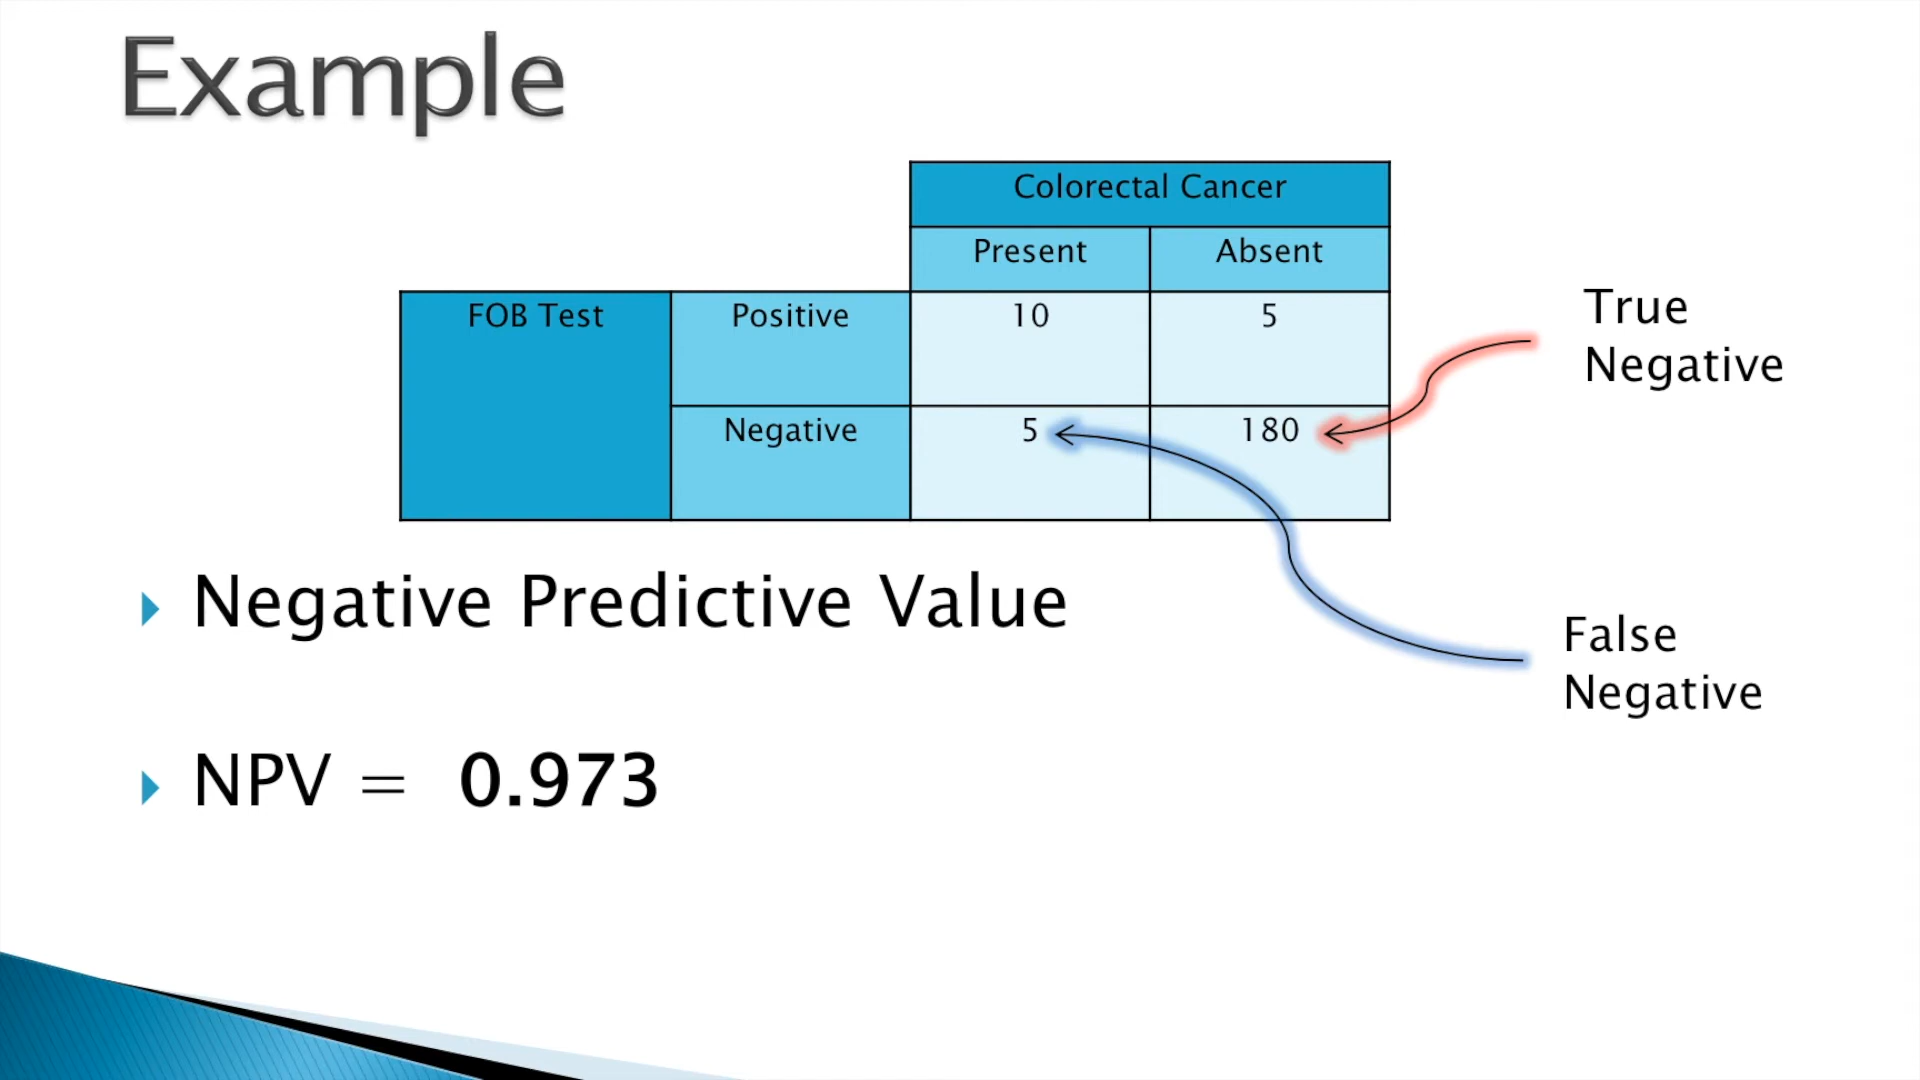 Example
Colorectal Cancer
Present Absent
FOB Test Positive 10 5
Negative 5 180
True
Negative
False
Negative
Negative Predictive Value
NPV = 0.973